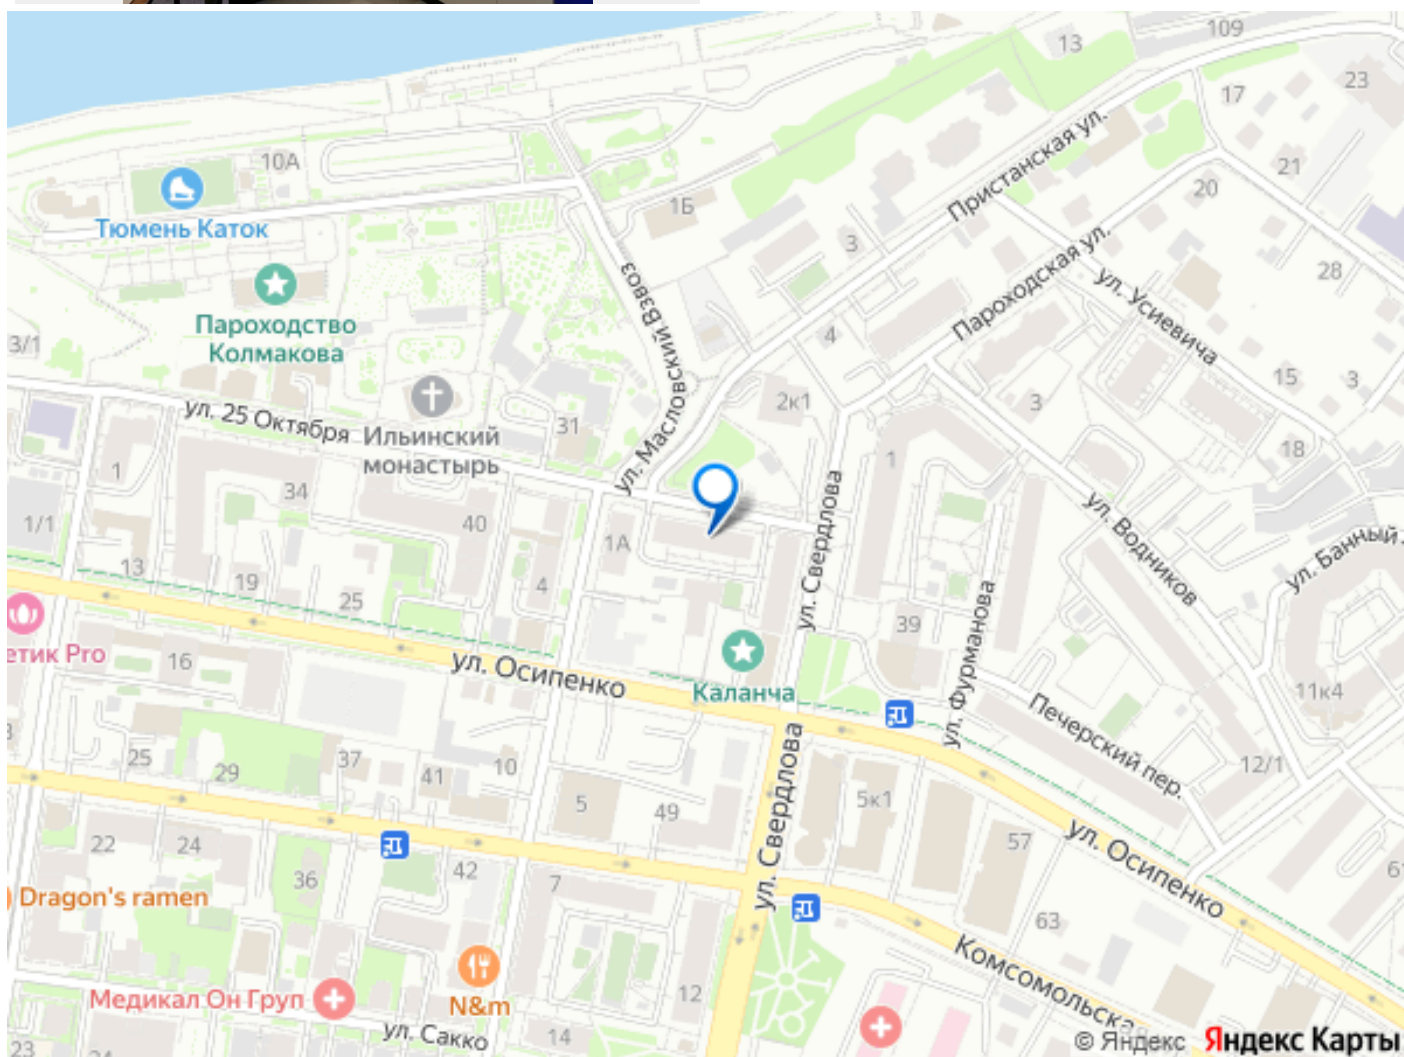 109
13
23
17
Пристанская ул.
10А
21
20
1Б
Тюмень Каток
3
Пароходская ул.
28
ул. Масловский Взвоз
ул. Усиевича
Пароходство
Колмакова
3/1
4
15
3
2к1
3
ул. 25 Октября
31
Ильинский
монастырь
18
1
1
34
ул. Свердлова
ул. Водников
1/1
40
1А
ул. Банный
13
19
4
25
39
ул. Фурманова
етик Pro
16
ул. Осипенко
Каланча
11к4
Печерский пер.
25
37
ул. Свердлова
29
41
10
12/1
5
49
5к1
ул. Осипенко
22
24
57
42
36
7
Dragon's ramen
63
Комсомольска
12
Медикал Он Груп
N&m
ул. Сакко
14
23
24
© Яндекс Яндекс Карты